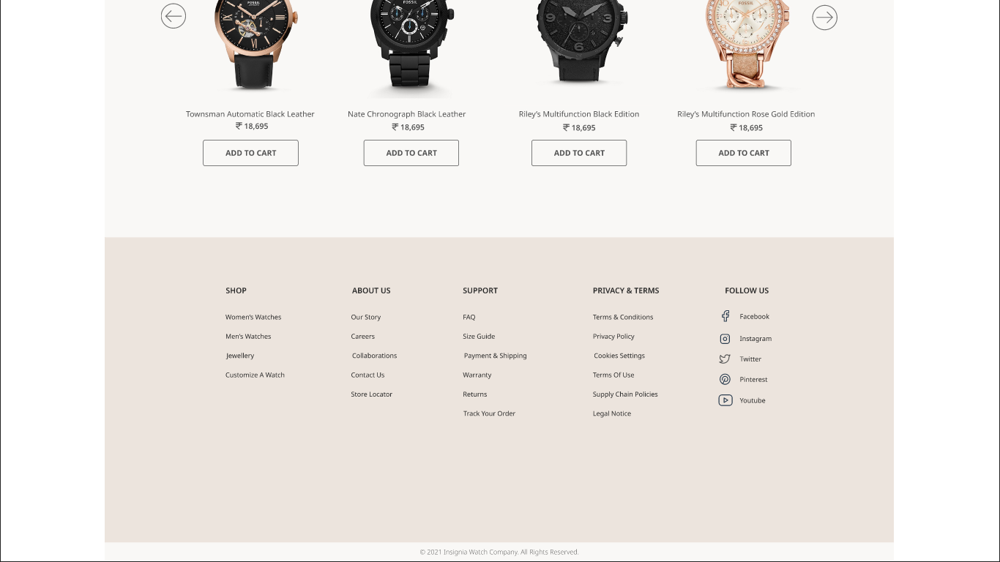 FOSSIL
FOSSIL
FOSSIL
Townsman Automatic Black Leather
₹ 18,695
ADD TO CART
Nate Chronograph Black Leather
₹ 18,695
ADD TO CART
Riley's Multifunction Black Edition
₹ 18,695
ADD TO CART
Riley's Multifunction Rose Gold Edition
₹ 18,695
ADD TO CART
SHOP
Women's Watches
Men's Watches
Jewellery
Customize A Watch
ABOUT US
Our Story
Careers
Collaborations
Contact Us
Store Locator
SUPPORT
FAQ
Size Guide
Payment & Shipping
Warranty
Returns
Track Your Order
PRIVACY & TERMS
Terms & Conditions
Privacy Policy
Cookies Settings
Terms Of Use
Supply Chain Policies
Legal Notice
FOLLOW US
Facebook
Instagram
Twitter
Pinterest
Youtube
© 2021 Insignia Watch Company. All Rights Reserved.